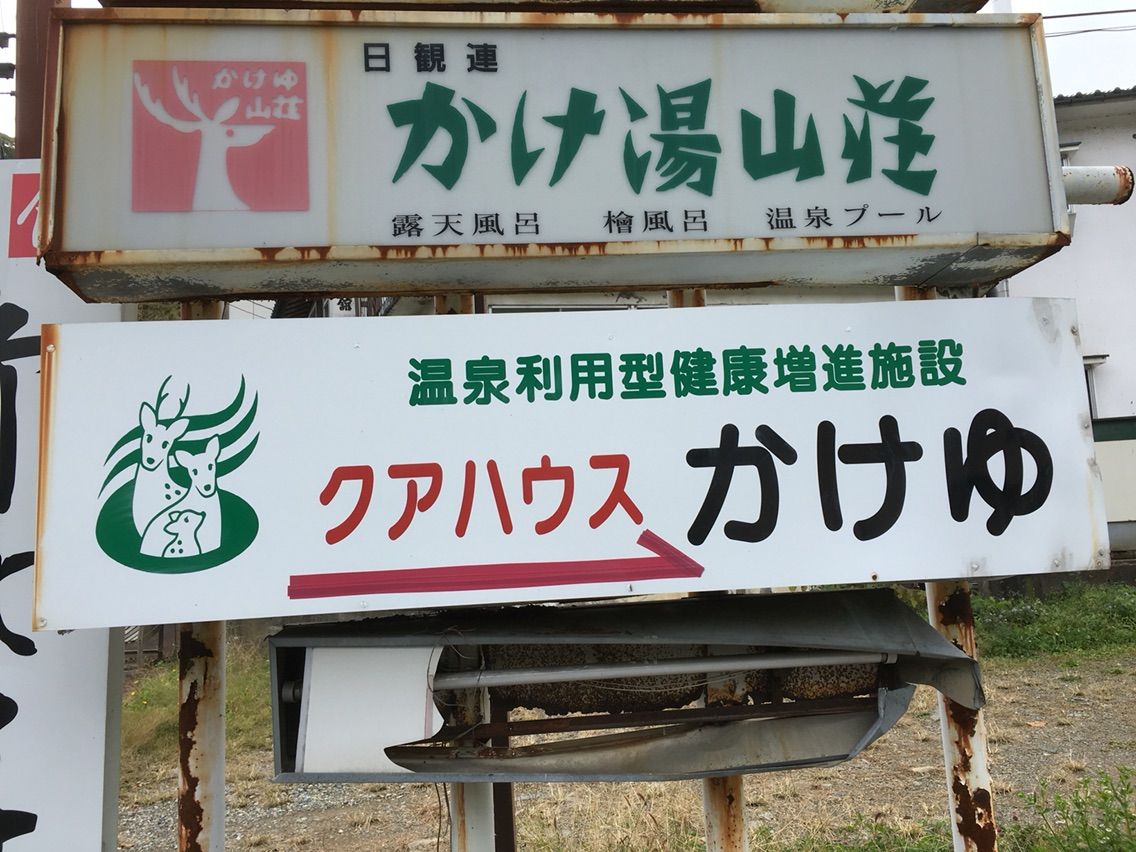 日観連
かけゆ
山荘
かけ湯山荘
露天風呂 檜風呂 温泉プール
温泉利用型健康増進施設
クアハウス かけゆ